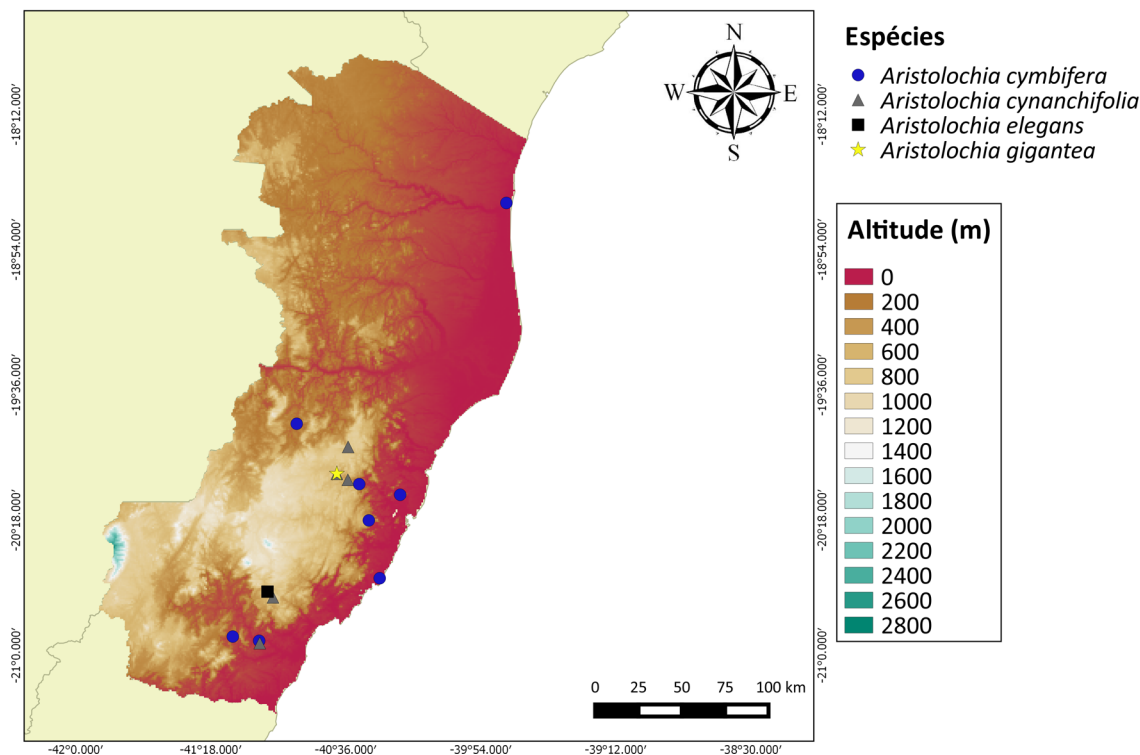 N
W
E
S
Espécies
Aristolochia cymbifera
Aristolochia cynanchifolia
Aristolochia elegans
Aristolochia gigantea
Altitude (m)
0
200
400
600
800
1000
1200
1400
1600
1800
2000
2200
2400
2600
2800
-18°12.000′
-18°54.000′
-19°36.000′
-20°18.000′
-21°0.000′
-18°12.000′
-18°54.000′
-19°36.000′
-20°18.000′
-21°0.000′
0 25 50 75 100 km
-42°0.000′ -41°18.000′ -40°36.000′ -39°54.000′ -39°12.000′ -38°30.000′